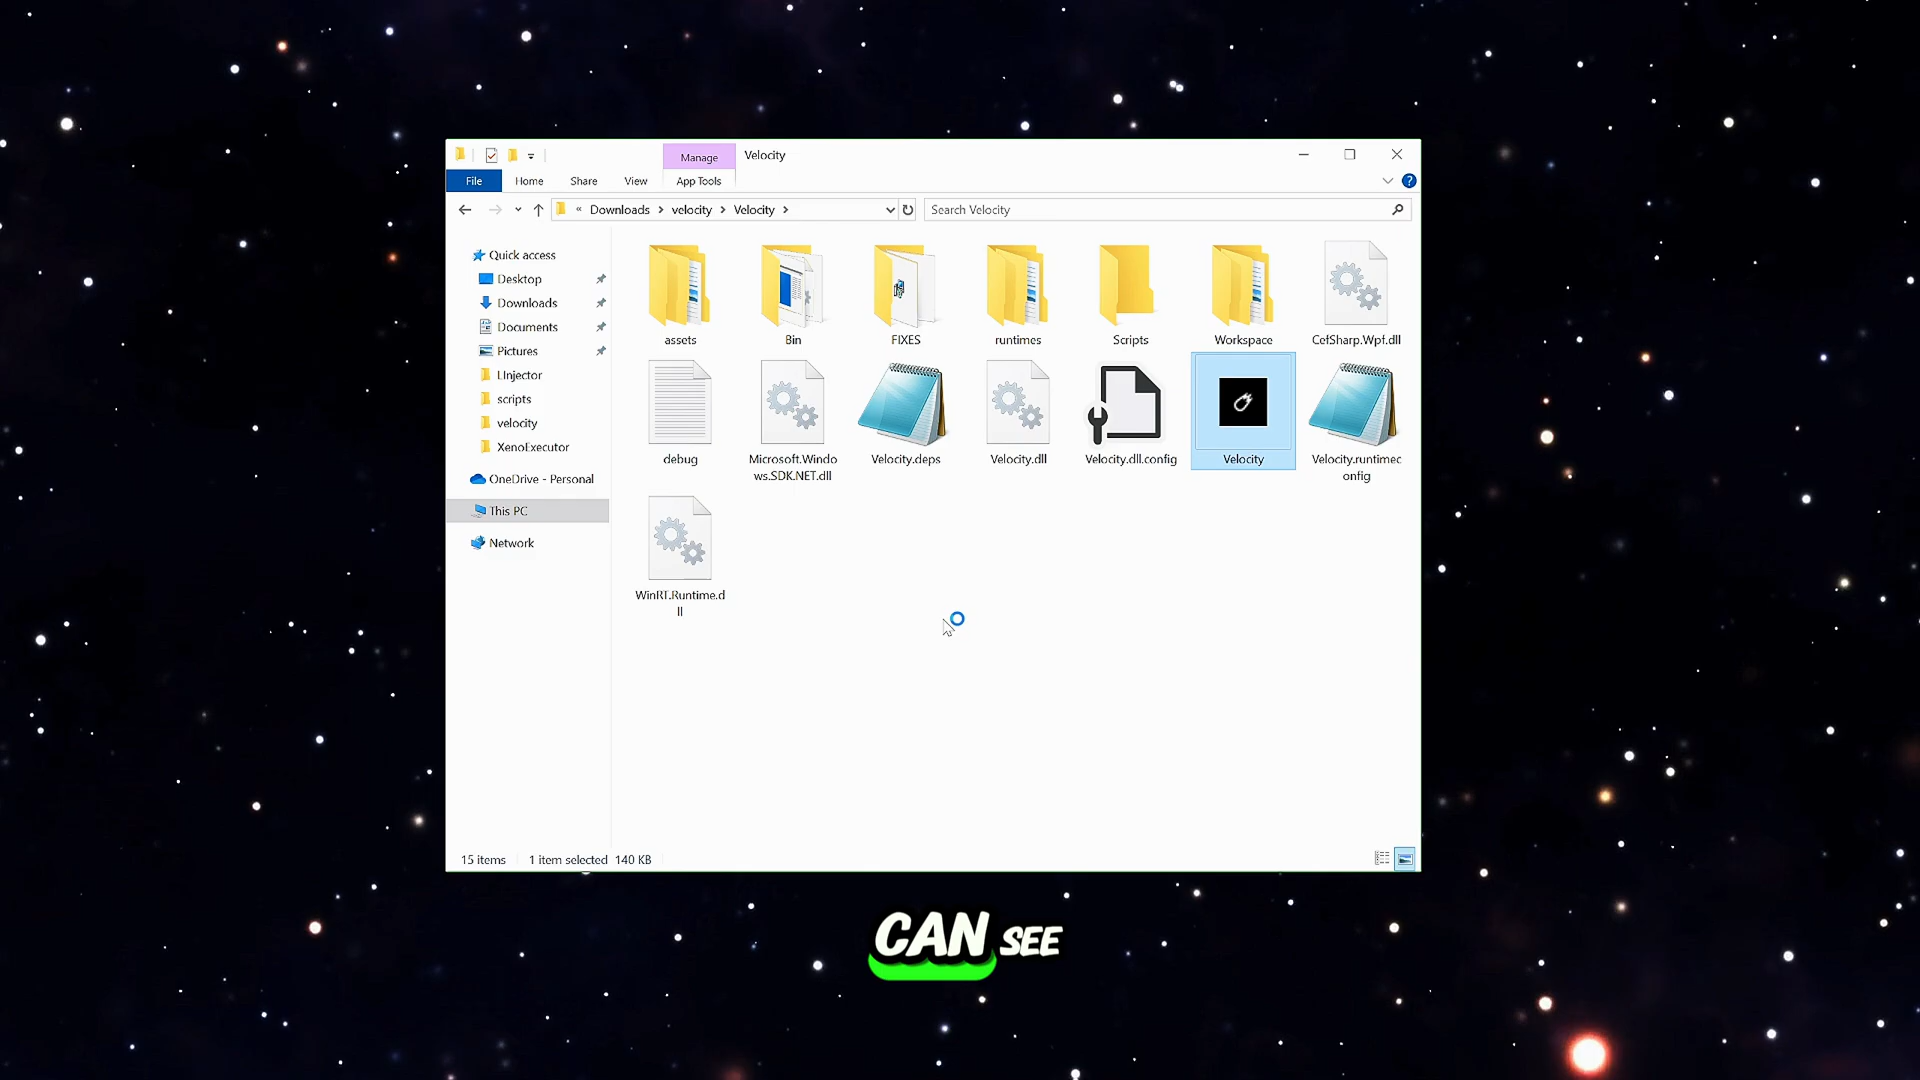 Manage
Velocity
File
Home
Share
View
App Tools
« Downloads > velocity > Velocity >
Search Velocity
Quick access
Desktop
Downloads
Documents
Pictures
LInjector
scripts
velocity
XenoExecutor
OneDrive - Personal
This PC
Network
assets
Bin
FIXES
runtimes
Scripts
Workspace
CefSharp.Wpf.dll
debug
Microsoft.Windo
ws.SDK.NET.dll
Velocity.deps
Velocity.dll
Velocity.dll.config
Velocity
Velocity.runtimec
onfig
WinRT.Runtime.d
ll
15 items
1 item selected 140 KB
CAN SEE